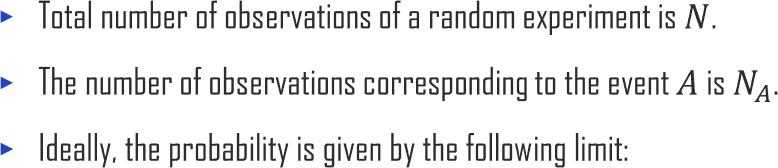 ▸ Total number of observations of a random experiment is N.
▸ The number of observations corresponding to the event A is N_A.
▸ Ideally, the probability is given by the following limit: